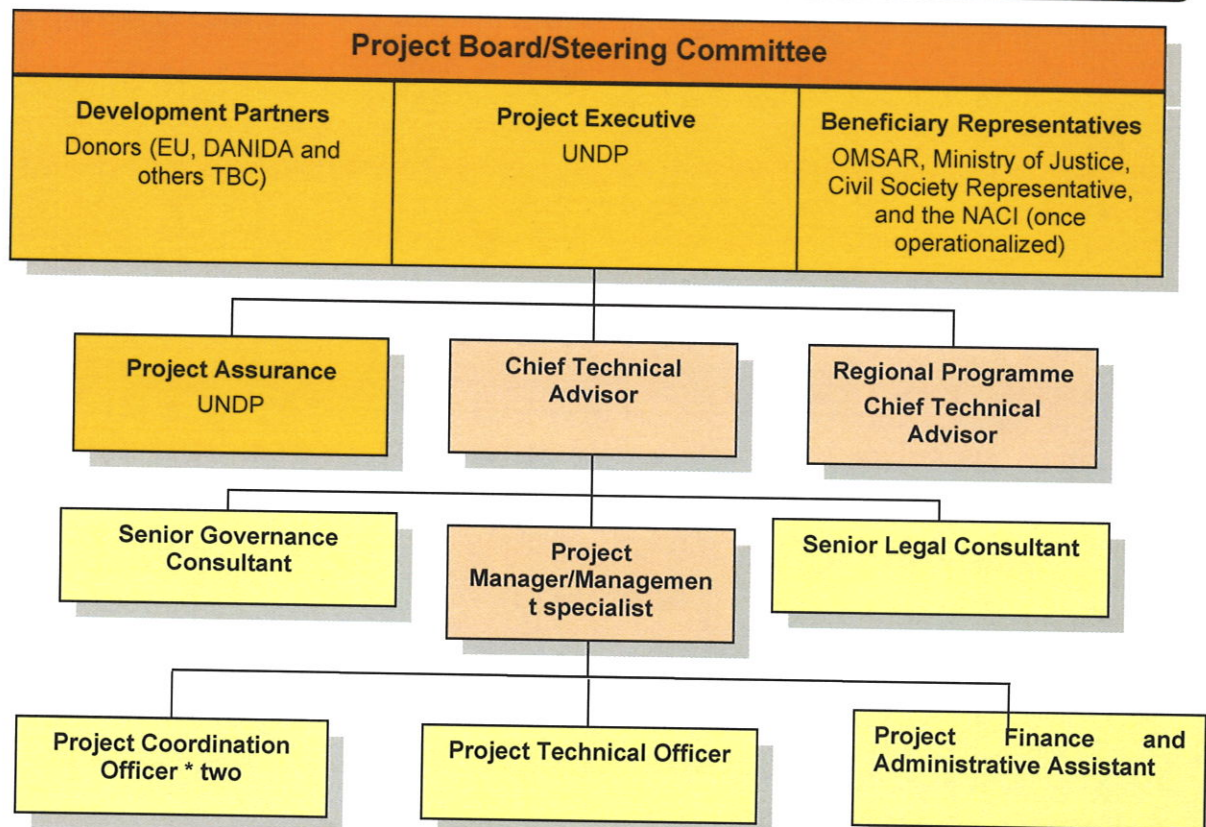 Project Board/Steering Committee
Development Partners
Donors (EU, DANIDA and
others TBC)
Project Executive
UNDP
Beneficiary Representatives
OMSAR, Ministry of Justice,
Civil Society Representative,
and the NACI (once
operationalized)
Project Assurance
UNDP
Chief Technical
Advisor
Regional Programme
Chief Technical
Advisor
Senior Governance
Consultant
Project
Manager/Managemen
t specialist
Senior Legal Consultant
Project Coordination
Officer * two
Project Technical Officer
Project Finance and
Administrative Assistant